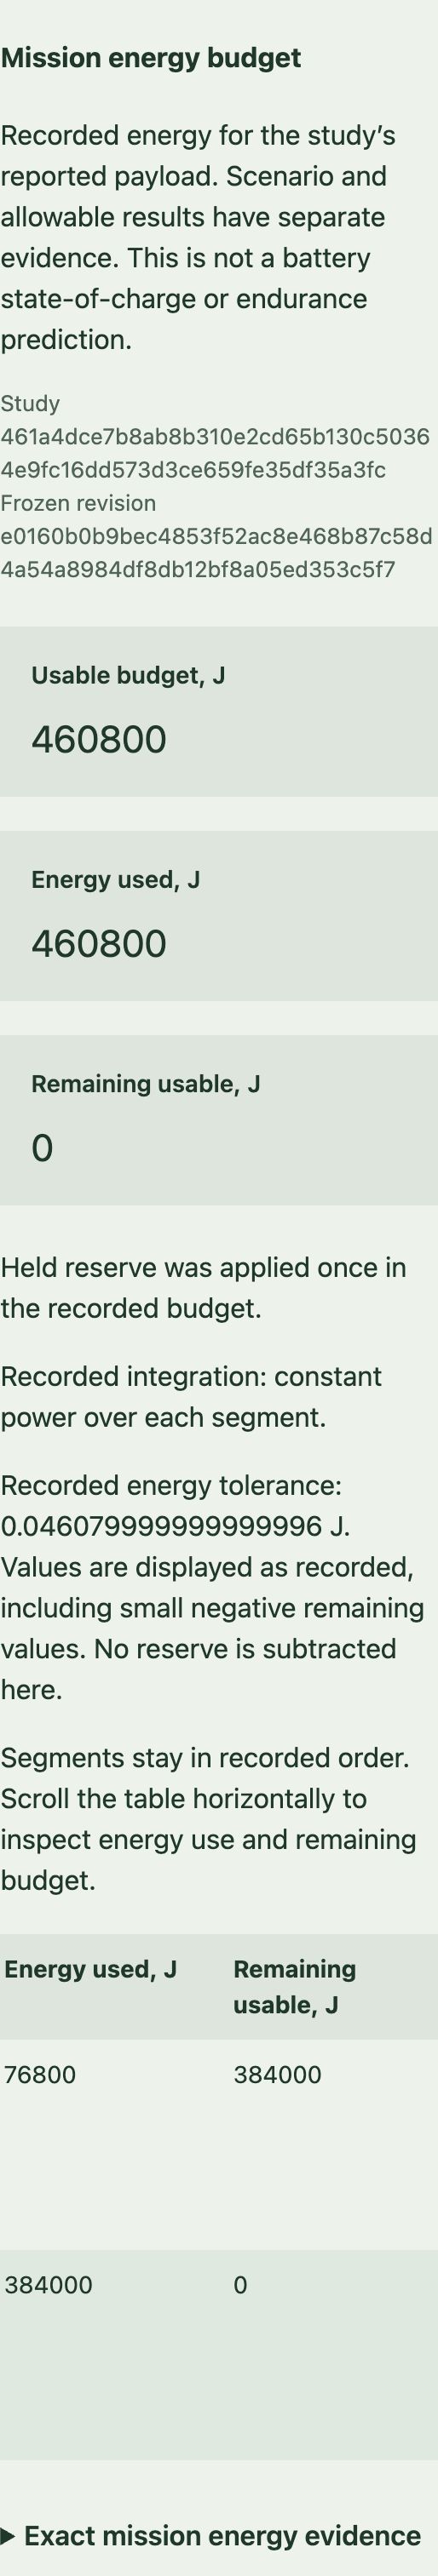 Mission energy budget
Recorded energy for the study’s
reported payload. Scenario and
allowable results have separate
evidence. This is not a battery
state-of-charge or endurance
prediction.
Study
461a4dce7b8ab8b310e2cd65b130c5036
4e9fc16dd573d3ce659fe35df35a3fc
Frozen revision
e0160b0b9bec4853f52ac8e468b87c58d
4a54a8984df8db12bf8a05ed353c5f7
Usable budget, J
460800
Energy used, J
460800
Remaining usable, J
0
Held reserve was applied once in
the recorded budget.
Recorded integration: constant
power over each segment.
Recorded energy tolerance:
0.046079999999999996 J.
Values are displayed as recorded,
including small negative remaining
values. No reserve is subtracted
here.
Segments stay in recorded order.
Scroll the table horizontally to
inspect energy use and remaining
budget.
Energy used, J Remaining
usable, J
76800 384000
384000 0
▶ Exact mission energy evidence